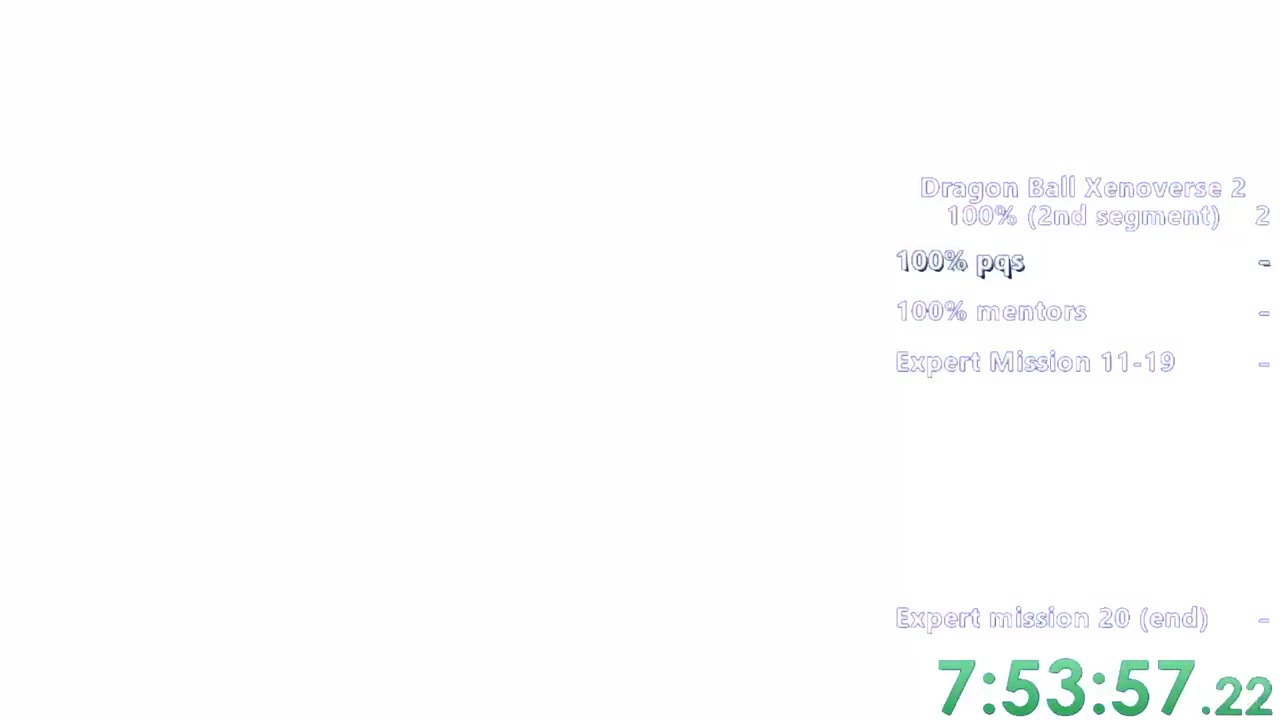 Dragon Ball Xenoverse 2
100% (2nd segment) 2
100% pqs -
100% mentors -
Expert Mission 11-19 -
Expert mission 20 (end) -
7:53:57.22